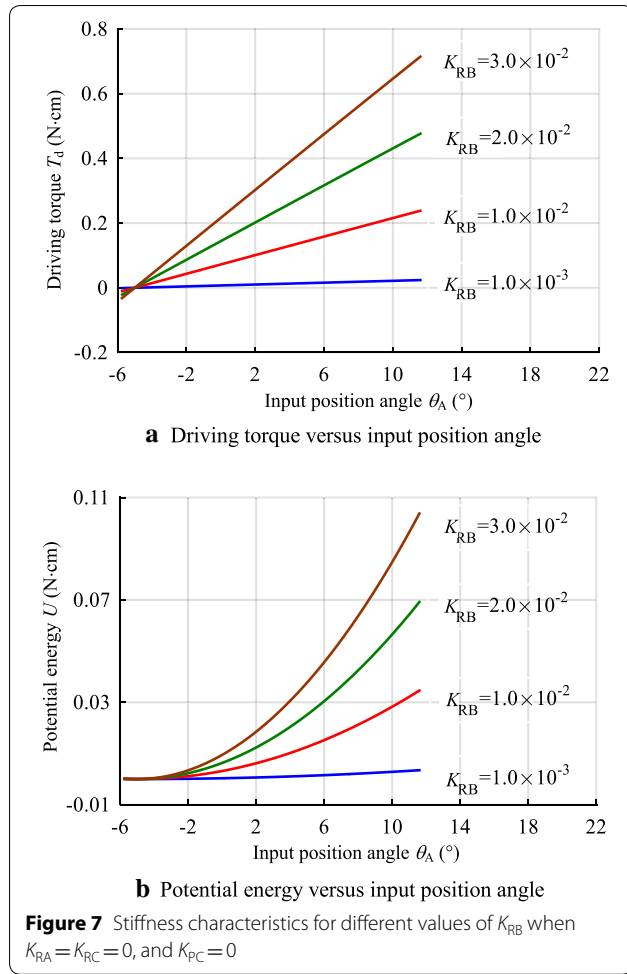 0.8
0.6
0.4
0.2
0
-0.2
Driving torque T_d (N·cm)
K_RB=3.0×10^-2
K_RB=2.0×10^-2
K_RB=1.0×10^-2
K_RB=1.0×10^-3
-6 -2 2 6 10 14 18 22
Input position angle θ_A (°)
a Driving torque versus input position angle
0.11
0.07
0.03
-0.01
Potential energy U (N·cm)
K_RB=3.0×10^-2
K_RB=2.0×10^-2
K_RB=1.0×10^-2
K_RB=1.0×10^-3
-6 -2 2 6 10 14 18 22
Input position angle θ_A (°)
b Potential energy versus input position angle
Figure 7 Stiffness characteristics for different values of K_RB when
K_RA = K_RC = 0, and K_PC = 0